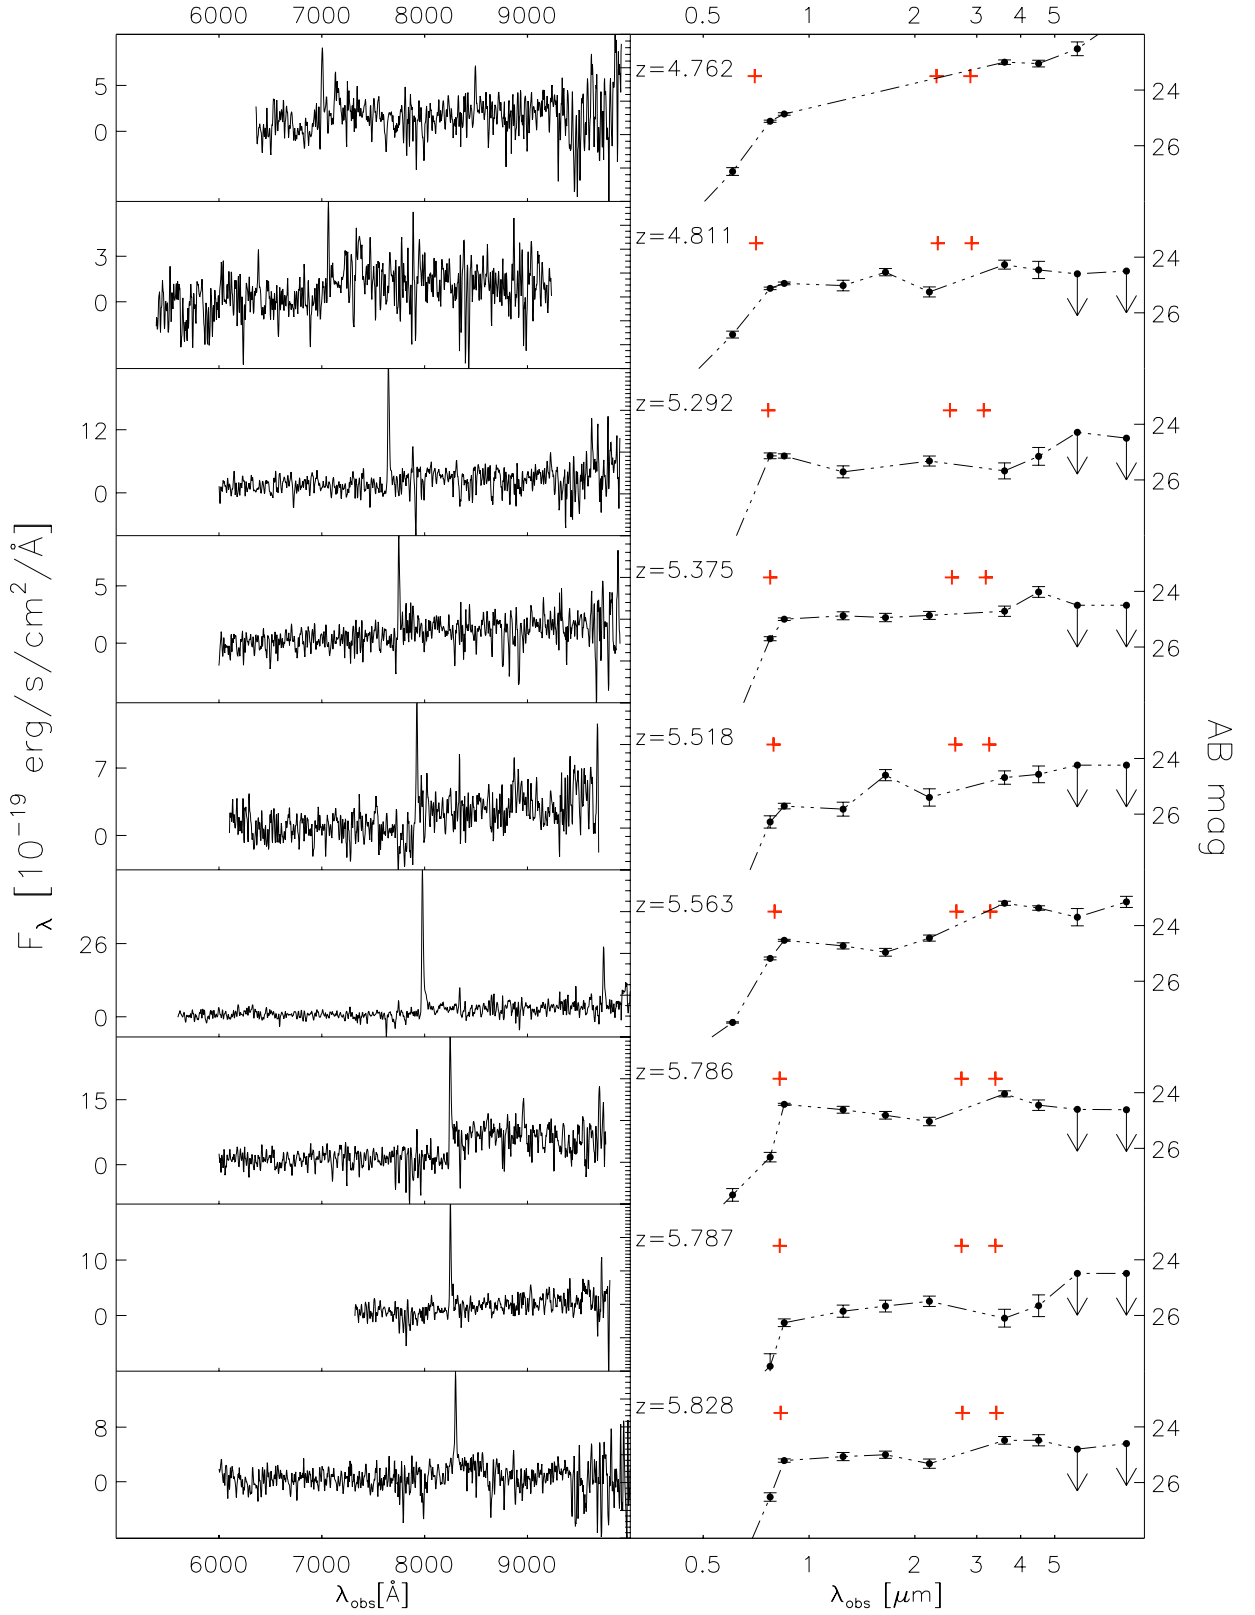 6000 7000 8000 9000 0.5 1 2 3 4 5
5
0
z=4.762
24
26
3
0
z=4.811
24
26
12
0
z=5.292
24
26
5
0
z=5.375
24
26
7
0
z=5.518
24
26
26
0
z=5.563
24
26
15
0
z=5.786
24
26
10
0
z=5.787
24
26
8
0
z=5.828
24
26
F_λ [10⁻¹⁹ erg/s/cm²/Å]
AB mag
6000 7000 8000 9000 0.5 1 2 3 4 5
λ_obs[Å] λ_obs [μm]